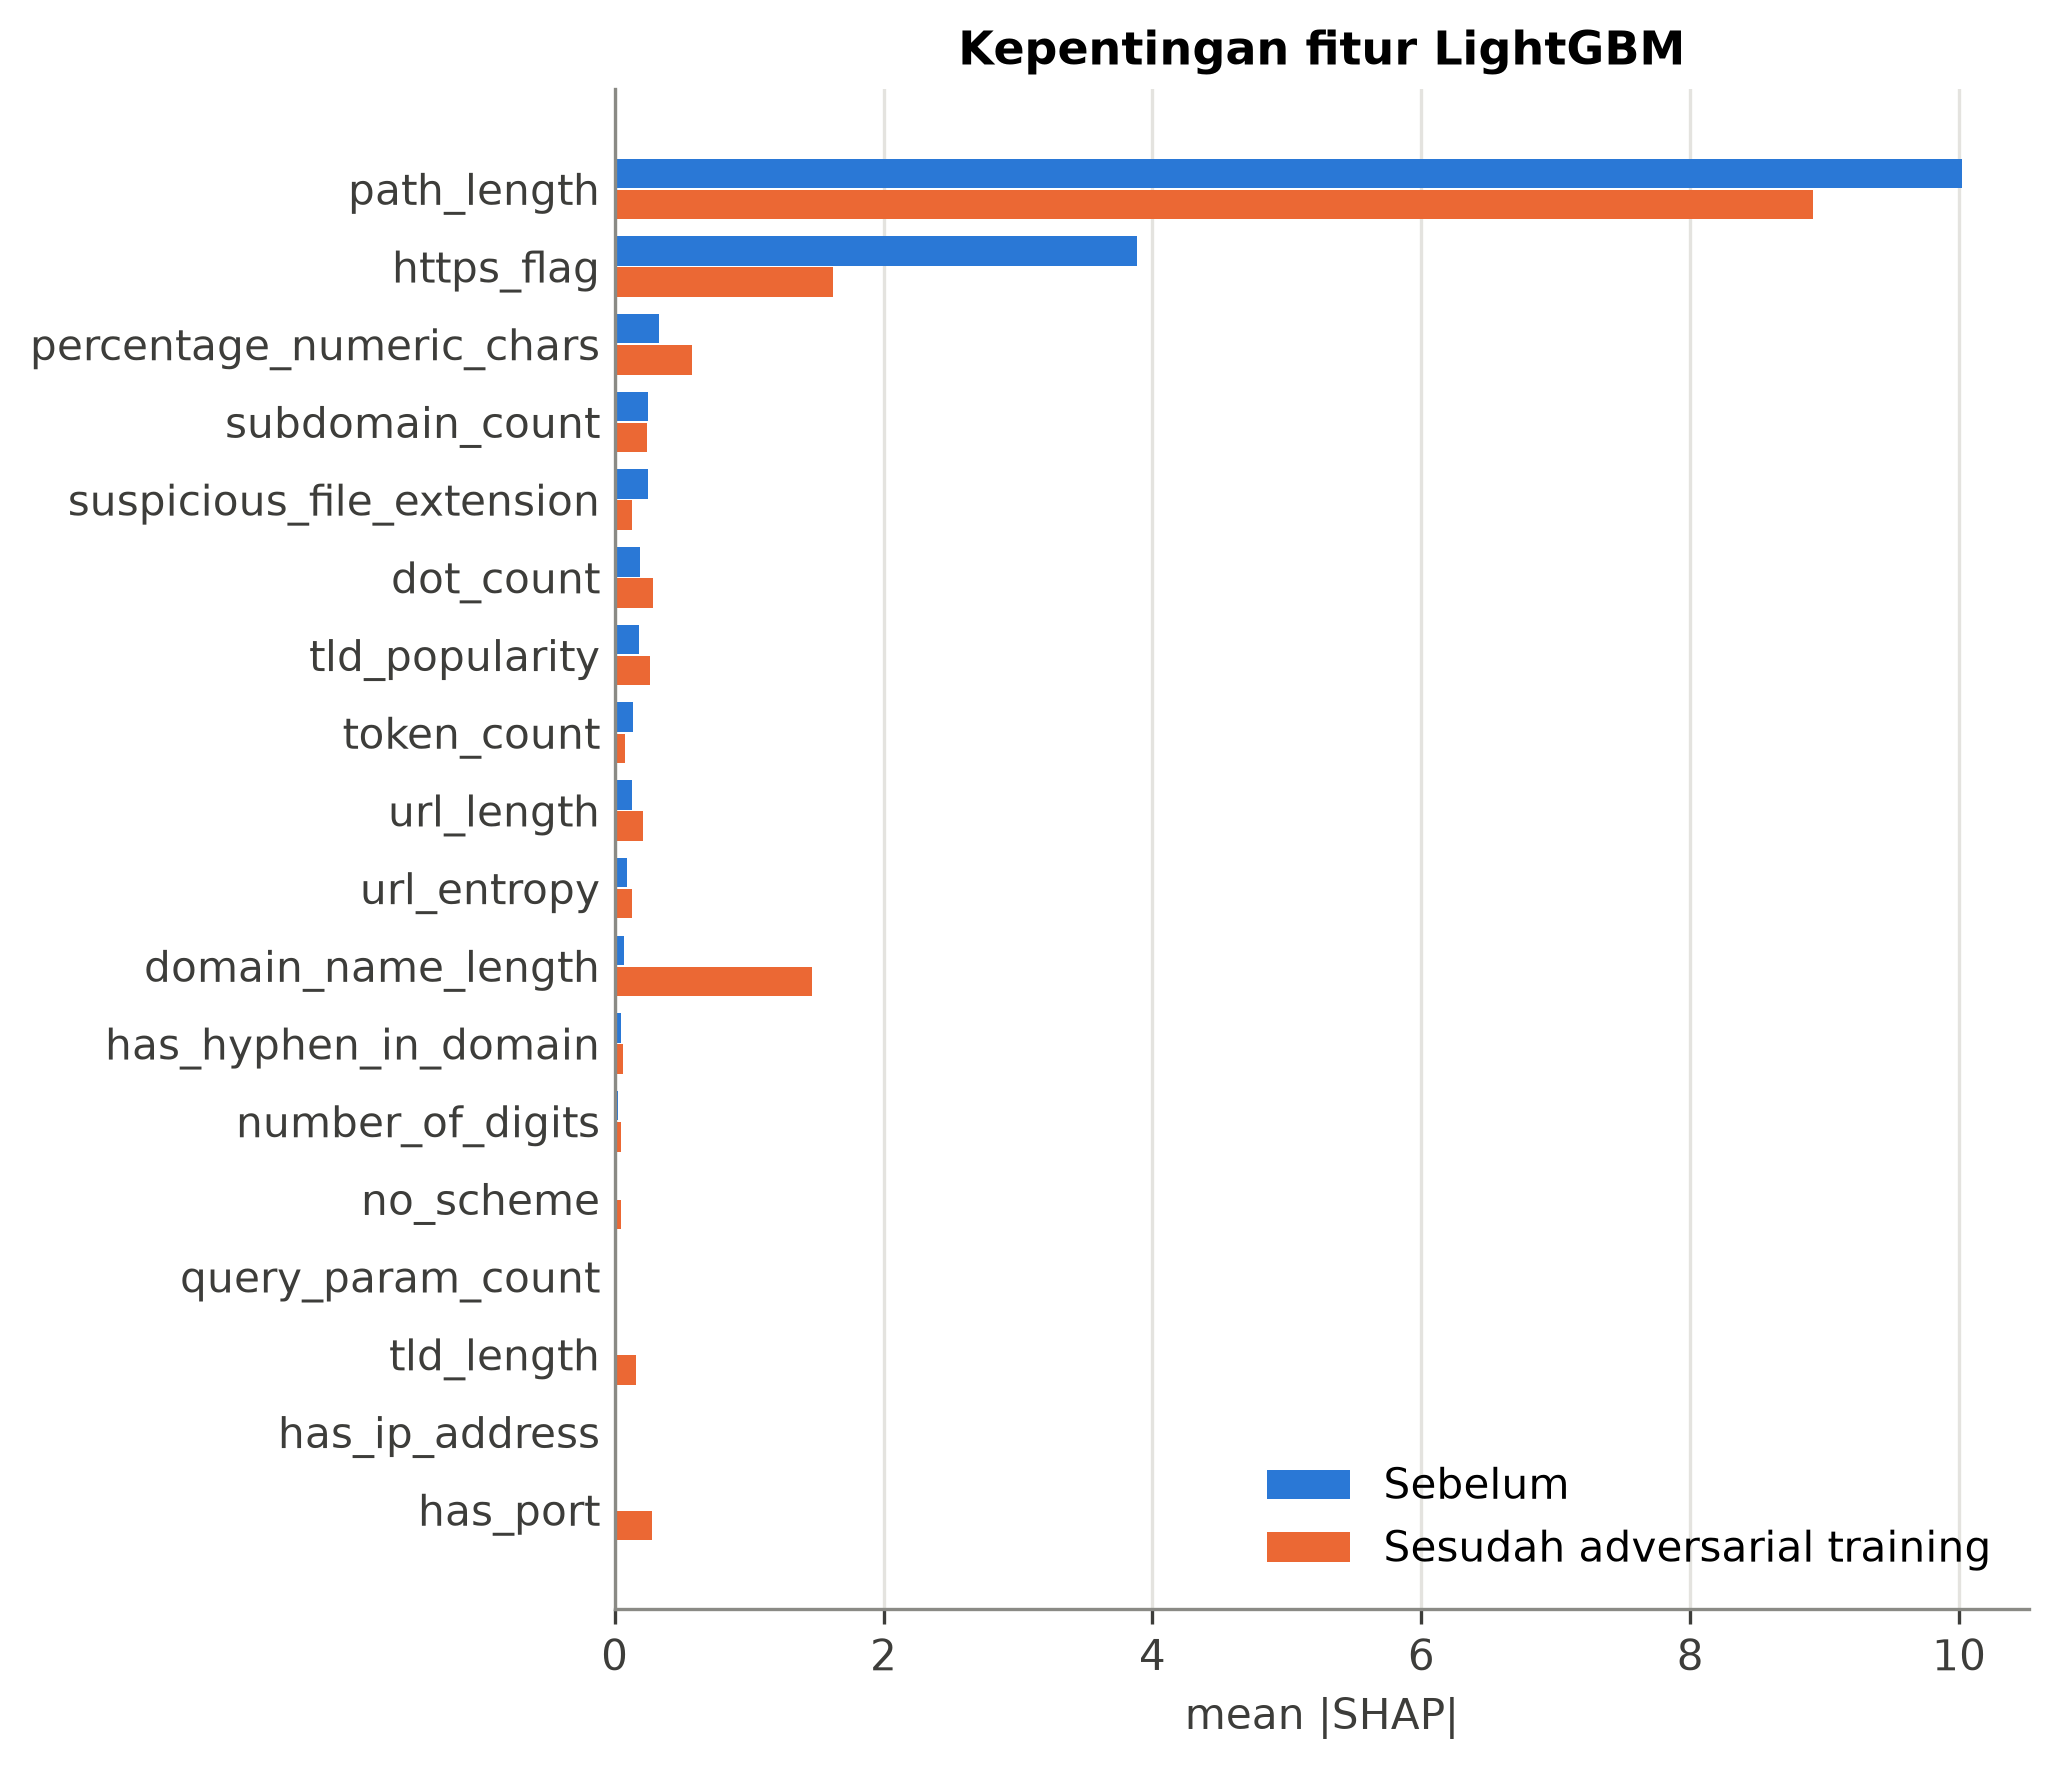 Kepentingan fitur LightGBM
path_length
https_flag
percentage_numeric_chars
subdomain_count
suspicious_file_extension
dot_count
tld_popularity
token_count
url_length
url_entropy
domain_name_length
has_hyphen_in_domain
number_of_digits
no_scheme
query_param_count
tld_length
has_ip_address
has_port
Sebelum
Sesudah adversarial training
0 2 4 6 8 10
mean |SHAP|